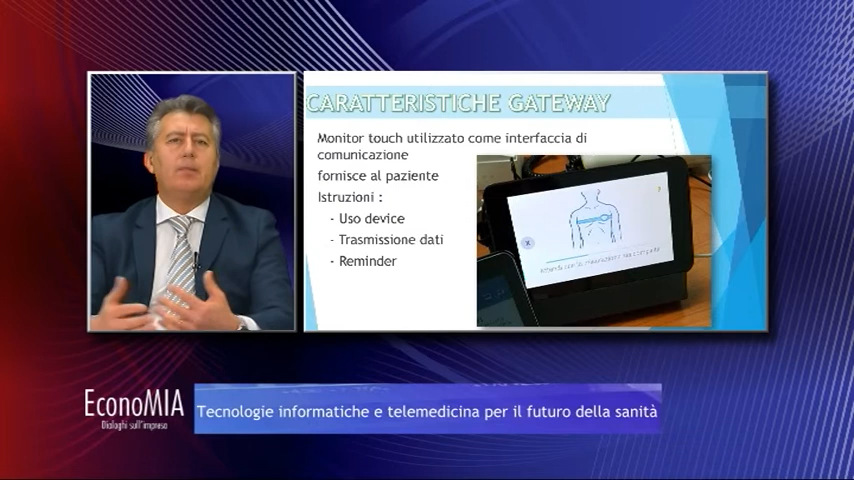 CARATTERISTICHE GATEWAY
Monitor touch utilizzato come interfaccia di
comunicazione
fornisce al paziente
Istruzioni :
- Uso device
- Trasmissione dati
- Reminder
EconoMIA
Dialoghi sull'impresa
Tecnologie informatiche e telemedicina per il futuro della sanità